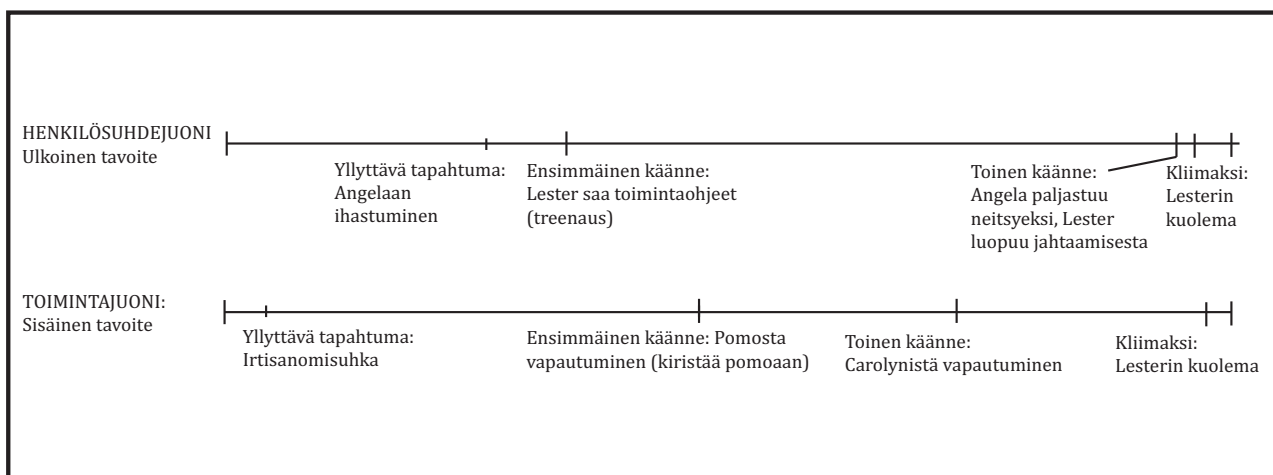 HENKILÖSUHDEJUONI
Ulkoinen tavoite
Yllyttävä tapahtuma:
Angelaan
ihastuminen
Ensimmäinen käänne:
Lester saa toimintaohjeet
(treenaus)
Toinen käänne:
Angela paljastuu
neitsyeksi, Lester
luopuu jahtaamisesta
Kliimaksi:
Lesterin
kuolema
TOIMINTAJUONI:
Sisäinen tavoite
Yllyttävä tapahtuma:
Irtisanomisuhka
Ensimmäinen käänne: Pomosta
vapautuminen (kiristää pomoaan)
Toinen käänne:
Carolynistä vapautuminen
Kliimaksi:
Lesterin kuolema